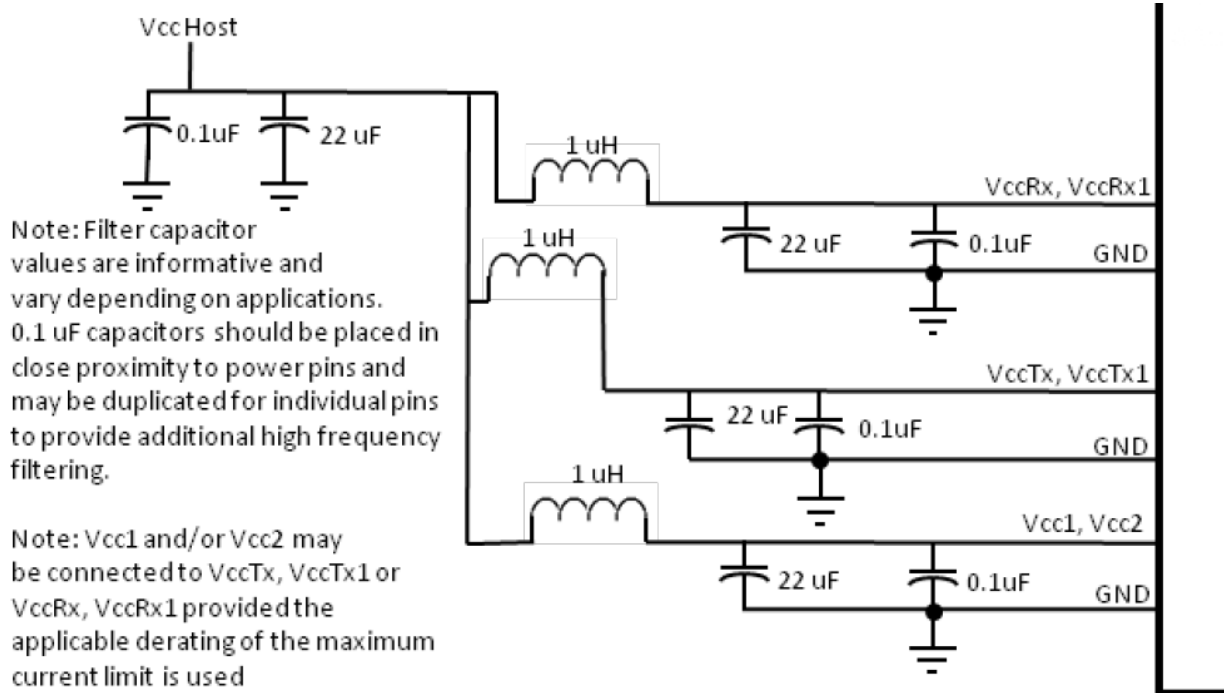 Vcc Host
0.1uF
22 uF
1 uH
VccRx, VccRx1
22 uF
0.1uF
GND
Note: Filter capacitor
values are informative and
vary depending on applications.
0.1 uF capacitors should be placed in
close proximity to power pins and
may be duplicated for individual pins
to provide additional high frequency
filtering.
1 uH
VccTx, VccTx1
22 uF
0.1uF
GND
Note: Vcc1 and/or Vcc2 may
be connected to VccTx, VccTx1 or
VccRx, VccRx1 provided the
applicable derating of the maximum
current limit is used
1 uH
Vcc1, Vcc2
22 uF
0.1uF
GND